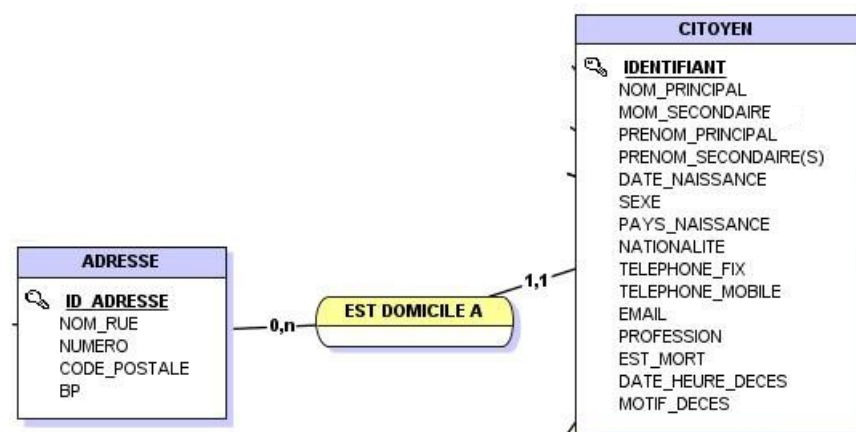 CITOYEN
IDENTIFIANT
NOM_PRINCIPAL
MOM_SECONDAIRE
PRENOM_PRINCIPAL
PRENOM_SECONDAIRE(S)
DATE_NAISSANCE
SEXE
PAYS_NAISSANCE
NATIONALITE
TELEPHONE_FIX
TELEPHONE_MOBILE
EMAIL
PROFESSION
EST_MORT
DATE_HEURE_DECES
MOTIF_DECES
ADRESSE
ID_ADRESSE
NOM_RUE
NUMERO
CODE_POSTALE
BP
0,n
EST DOMICILE A
1,1